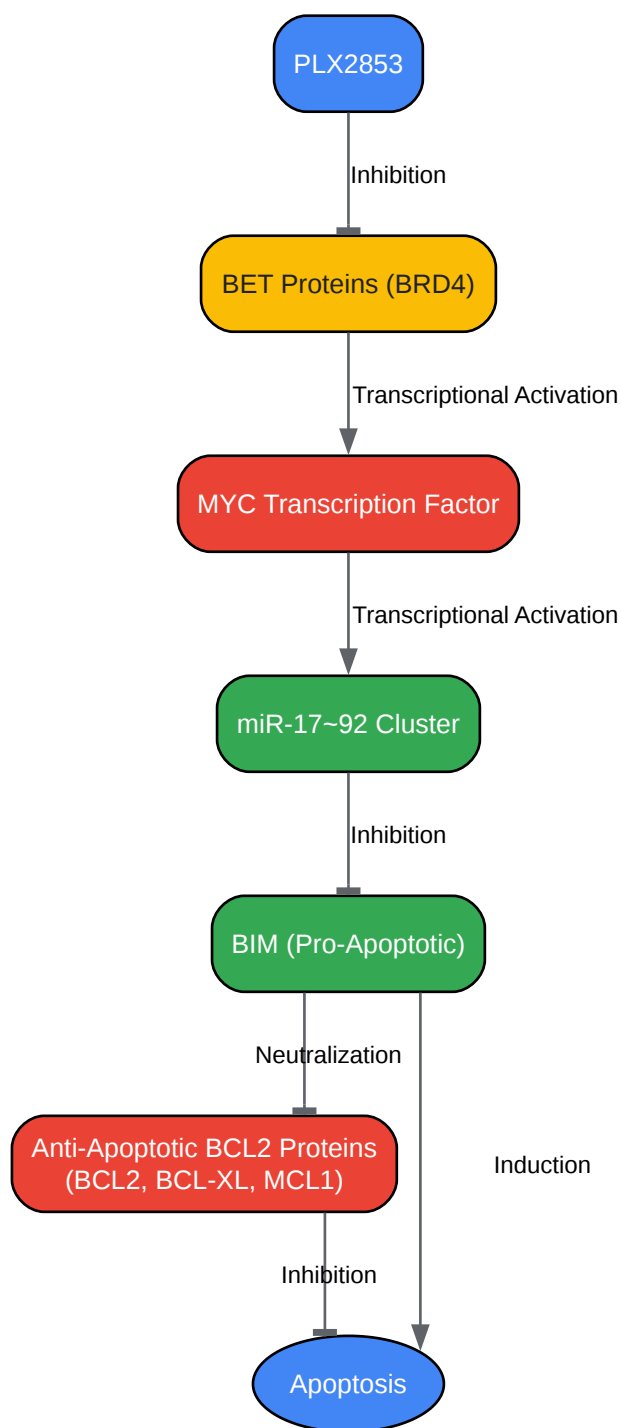 PLX2853
Inhibition
BET Proteins (BRD4)
Transcriptional Activation
MYC Transcription Factor
Transcriptional Activation
miR-17~92 Cluster
Inhibition
BIM (Pro-Apoptotic)
Neutralization
Anti-Apoptotic BCL2 Proteins
(BCL2, BCL-XL, MCL1)
Induction
Inhibition
Apoptosis